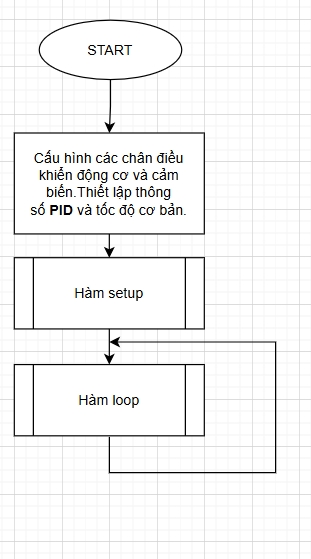 START
Cấu hình các chân điều
khiển động cơ và cảm
biến.Thiết lập thông
số PID và tốc độ cơ bản.
Hàm setup
Hàm loop